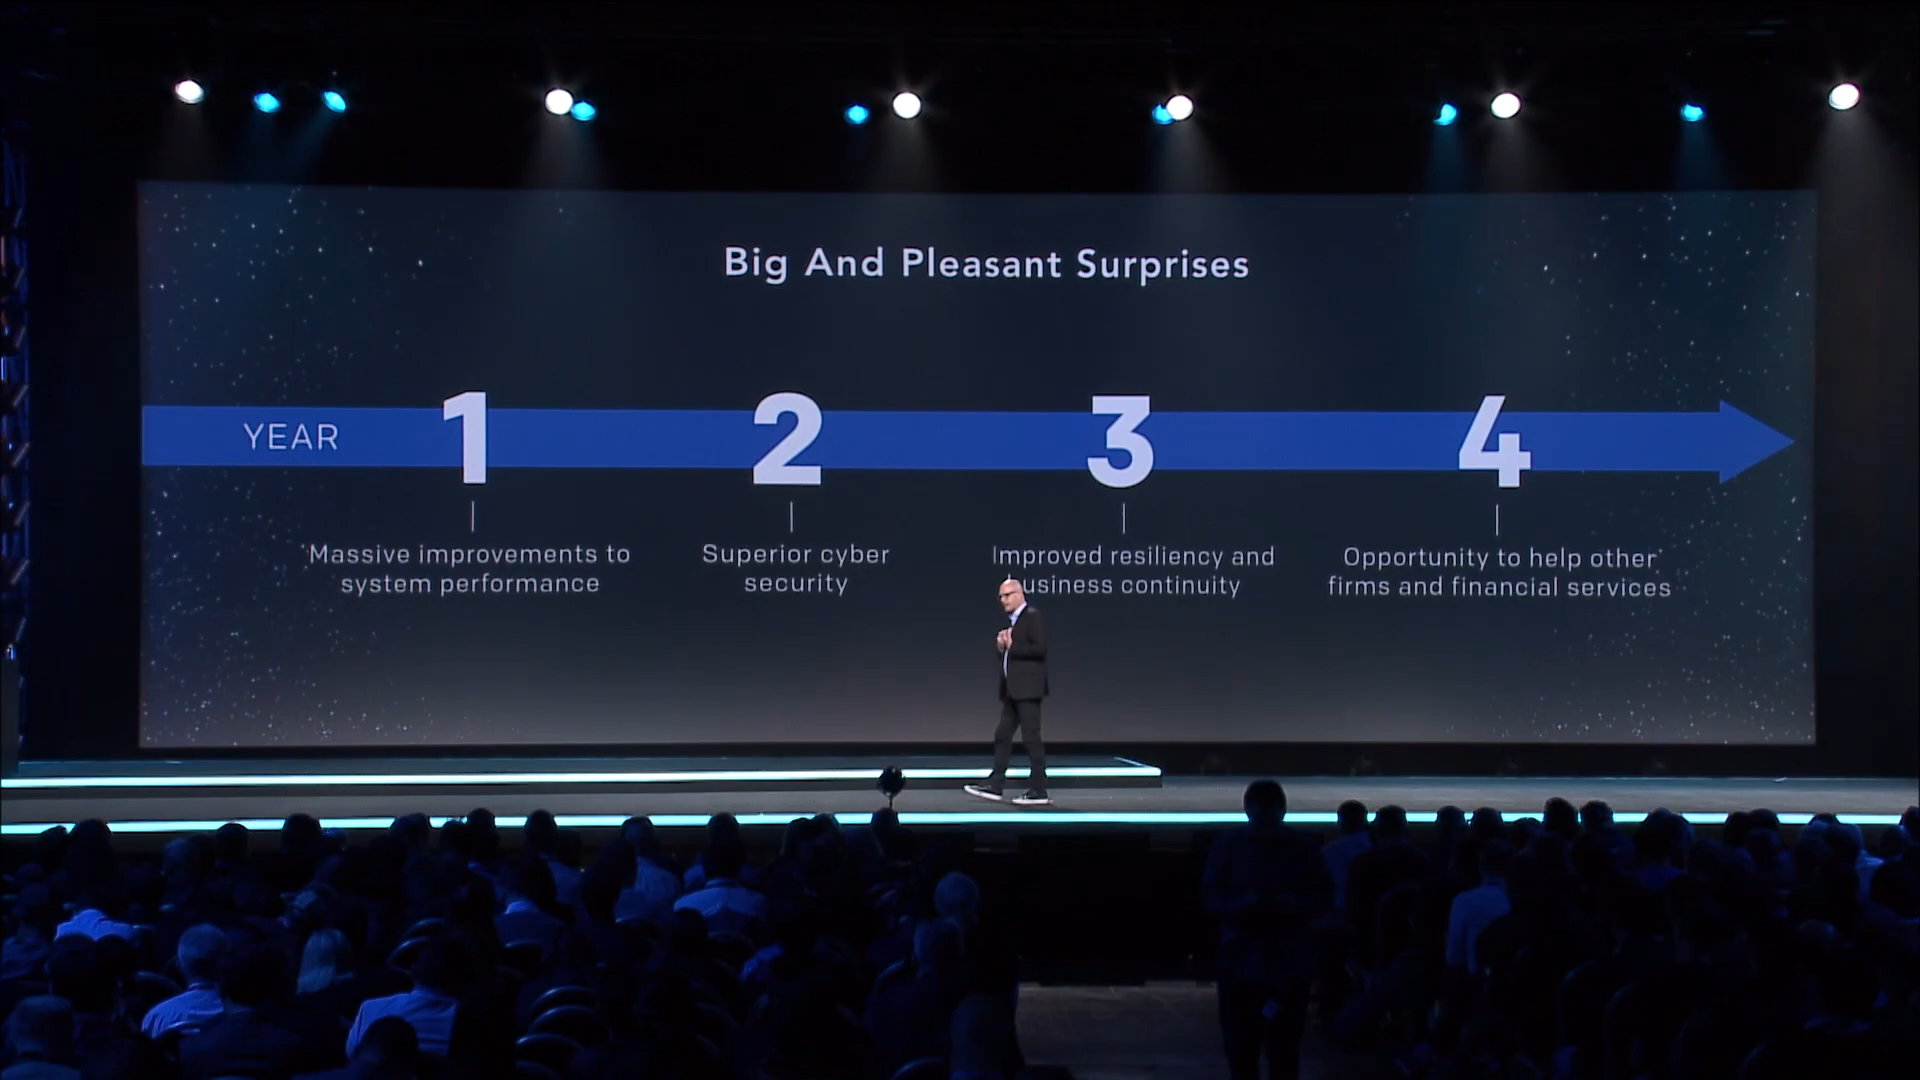 Big And Pleasant Surprises
YEAR 1 2 3 4
Massive improvements to
system performance
Superior cyber
security
Improved resiliency and
continuity
Opportunity to help other
firms and financial services